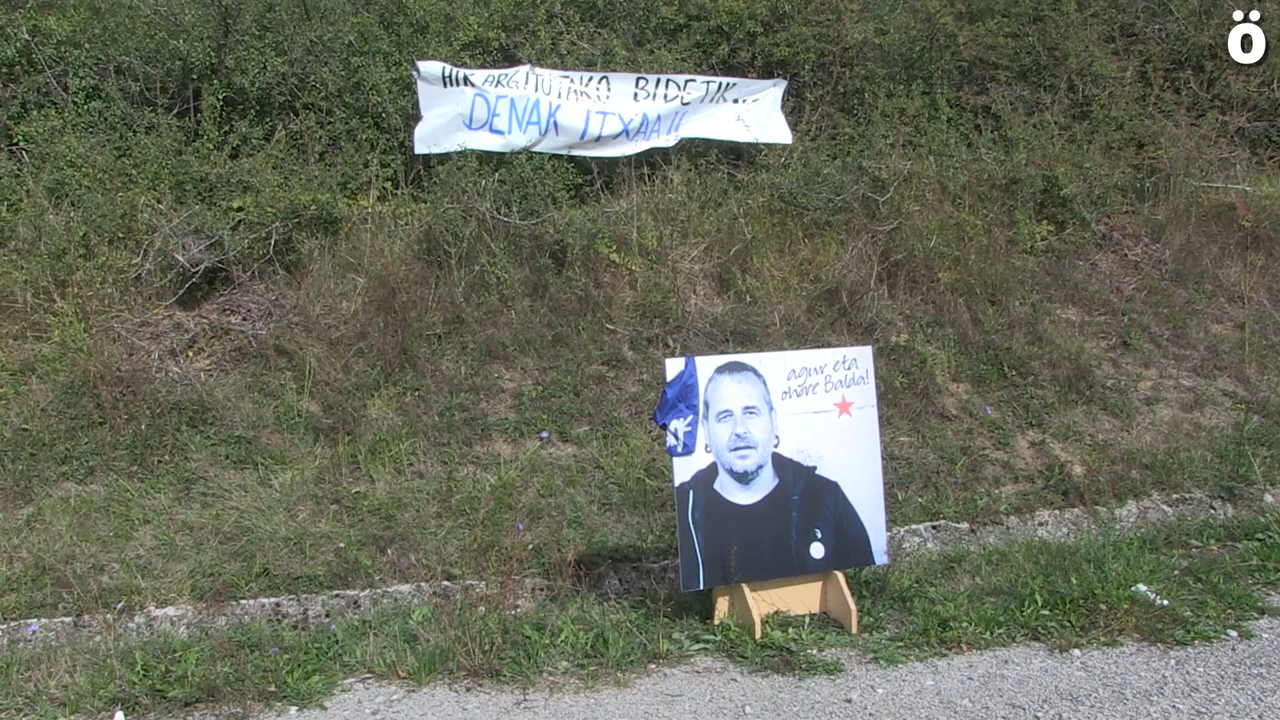 HIK ARGITUTAKO BIDETIK
DENAK ITXAA!!
agur eta
ohore Balda!
ö